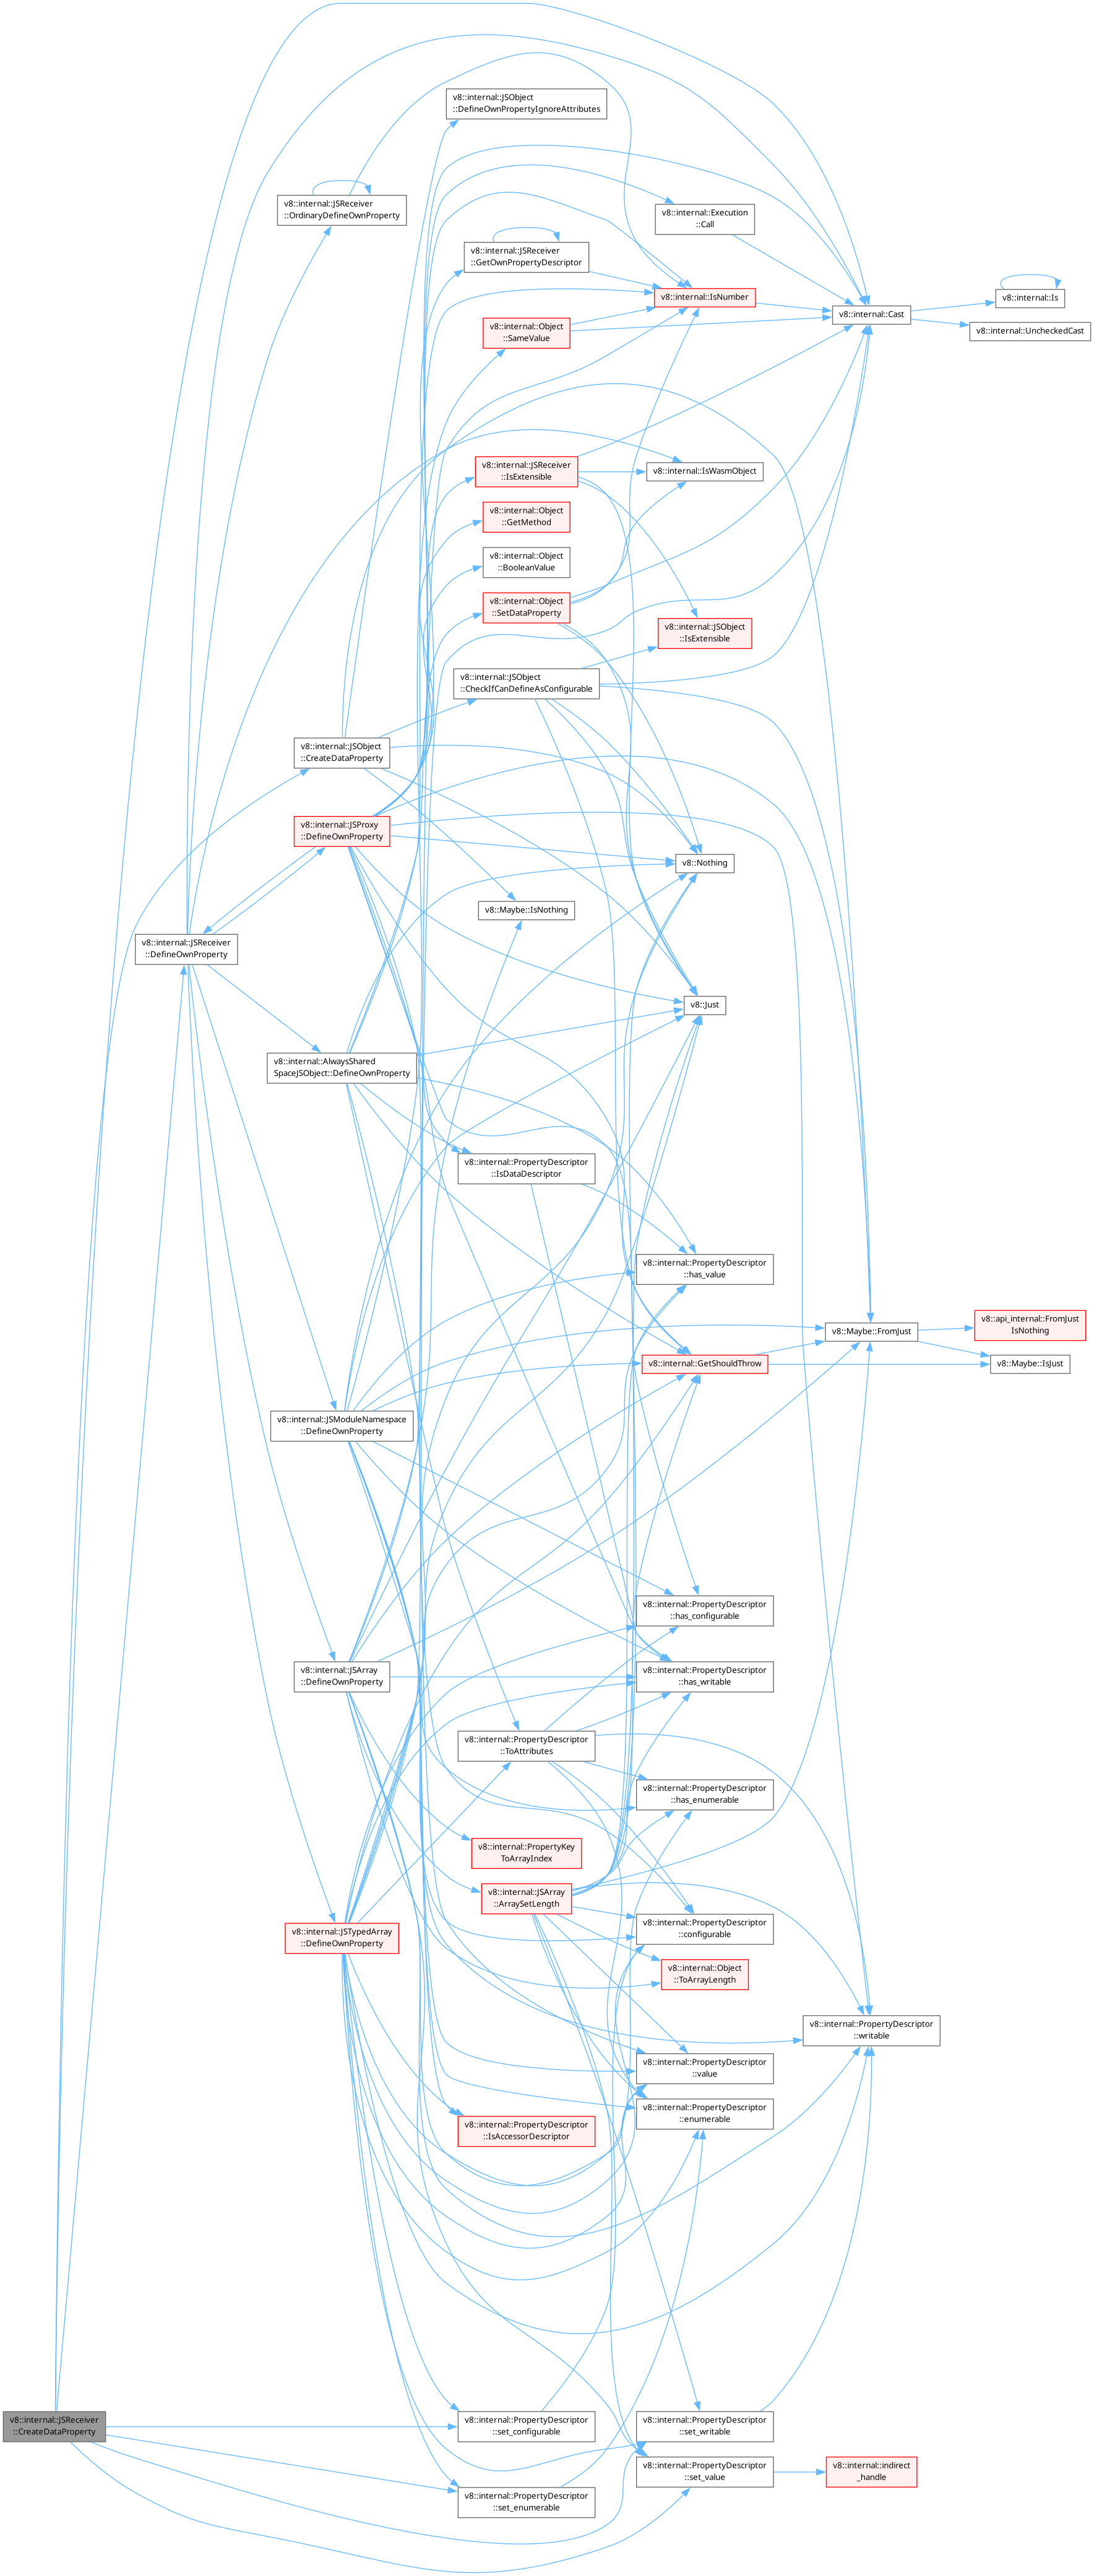 v8::internal::JSObject
::DefineOwnPropertyIgnoreAttributes
v8::internal::JSReceiver
::OrdinaryDefineOwnProperty
v8::internal::Execution
::Call
v8::internal::JSReceiver
::GetOwnPropertyDescriptor
v8::internal::IsNumber
v8::internal::Is
v8::internal::Cast
v8::internal::UncheckedCast
v8::internal::Object
::SameValue
v8::internal::JSReceiver
::IsExtensible
v8::internal::IsWasmObject
v8::internal::Object
::GetMethod
v8::internal::Object
::BooleanValue
v8::internal::Object
::SetDataProperty
v8::internal::JSObject
::IsExtensible
v8::internal::JSObject
::CheckIfCanDefineAsConfigurable
v8::internal::JSObject
::CreateDataProperty
v8::internal::JSProxy
::DefineOwnProperty
v8::Nothing
v8::Maybe::IsNothing
v8::internal::JSReceiver
::DefineOwnProperty
v8::Just
v8::internal::AlwaysShared
SpaceJSObject::DefineOwnProperty
v8::internal::PropertyDescriptor
::IsDataDescriptor
v8::internal::PropertyDescriptor
::has_value
v8::api_internal::FromJust
IsNothing
v8::Maybe::FromJust
v8::internal::GetShouldThrow
v8::Maybe::IsJust
v8::internal::JSModuleNamespace
::DefineOwnProperty
v8::internal::PropertyDescriptor
::has_configurable
v8::internal::JSArray
::DefineOwnProperty
v8::internal::PropertyDescriptor
::has_writable
v8::internal::PropertyDescriptor
::ToAttributes
v8::internal::PropertyDescriptor
::has_enumerable
v8::internal::PropertyKey
ToArrayIndex
v8::internal::JSArray
::ArraySetLength
v8::internal::JSTypedArray
::DefineOwnProperty
v8::internal::PropertyDescriptor
::configurable
v8::internal::Object
::ToArrayLength
v8::internal::PropertyDescriptor
::writable
v8::internal::PropertyDescriptor
::value
v8::internal::PropertyDescriptor
::enumerable
v8::internal::PropertyDescriptor
::IsAccessorDescriptor
v8::internal::JSReceiver
::CreateDataProperty
v8::internal::PropertyDescriptor
::set_configurable
v8::internal::PropertyDescriptor
::set_writable
v8::internal::PropertyDescriptor
::set_value
v8::internal::indirect
_handle
v8::internal::PropertyDescriptor
::set_enumerable